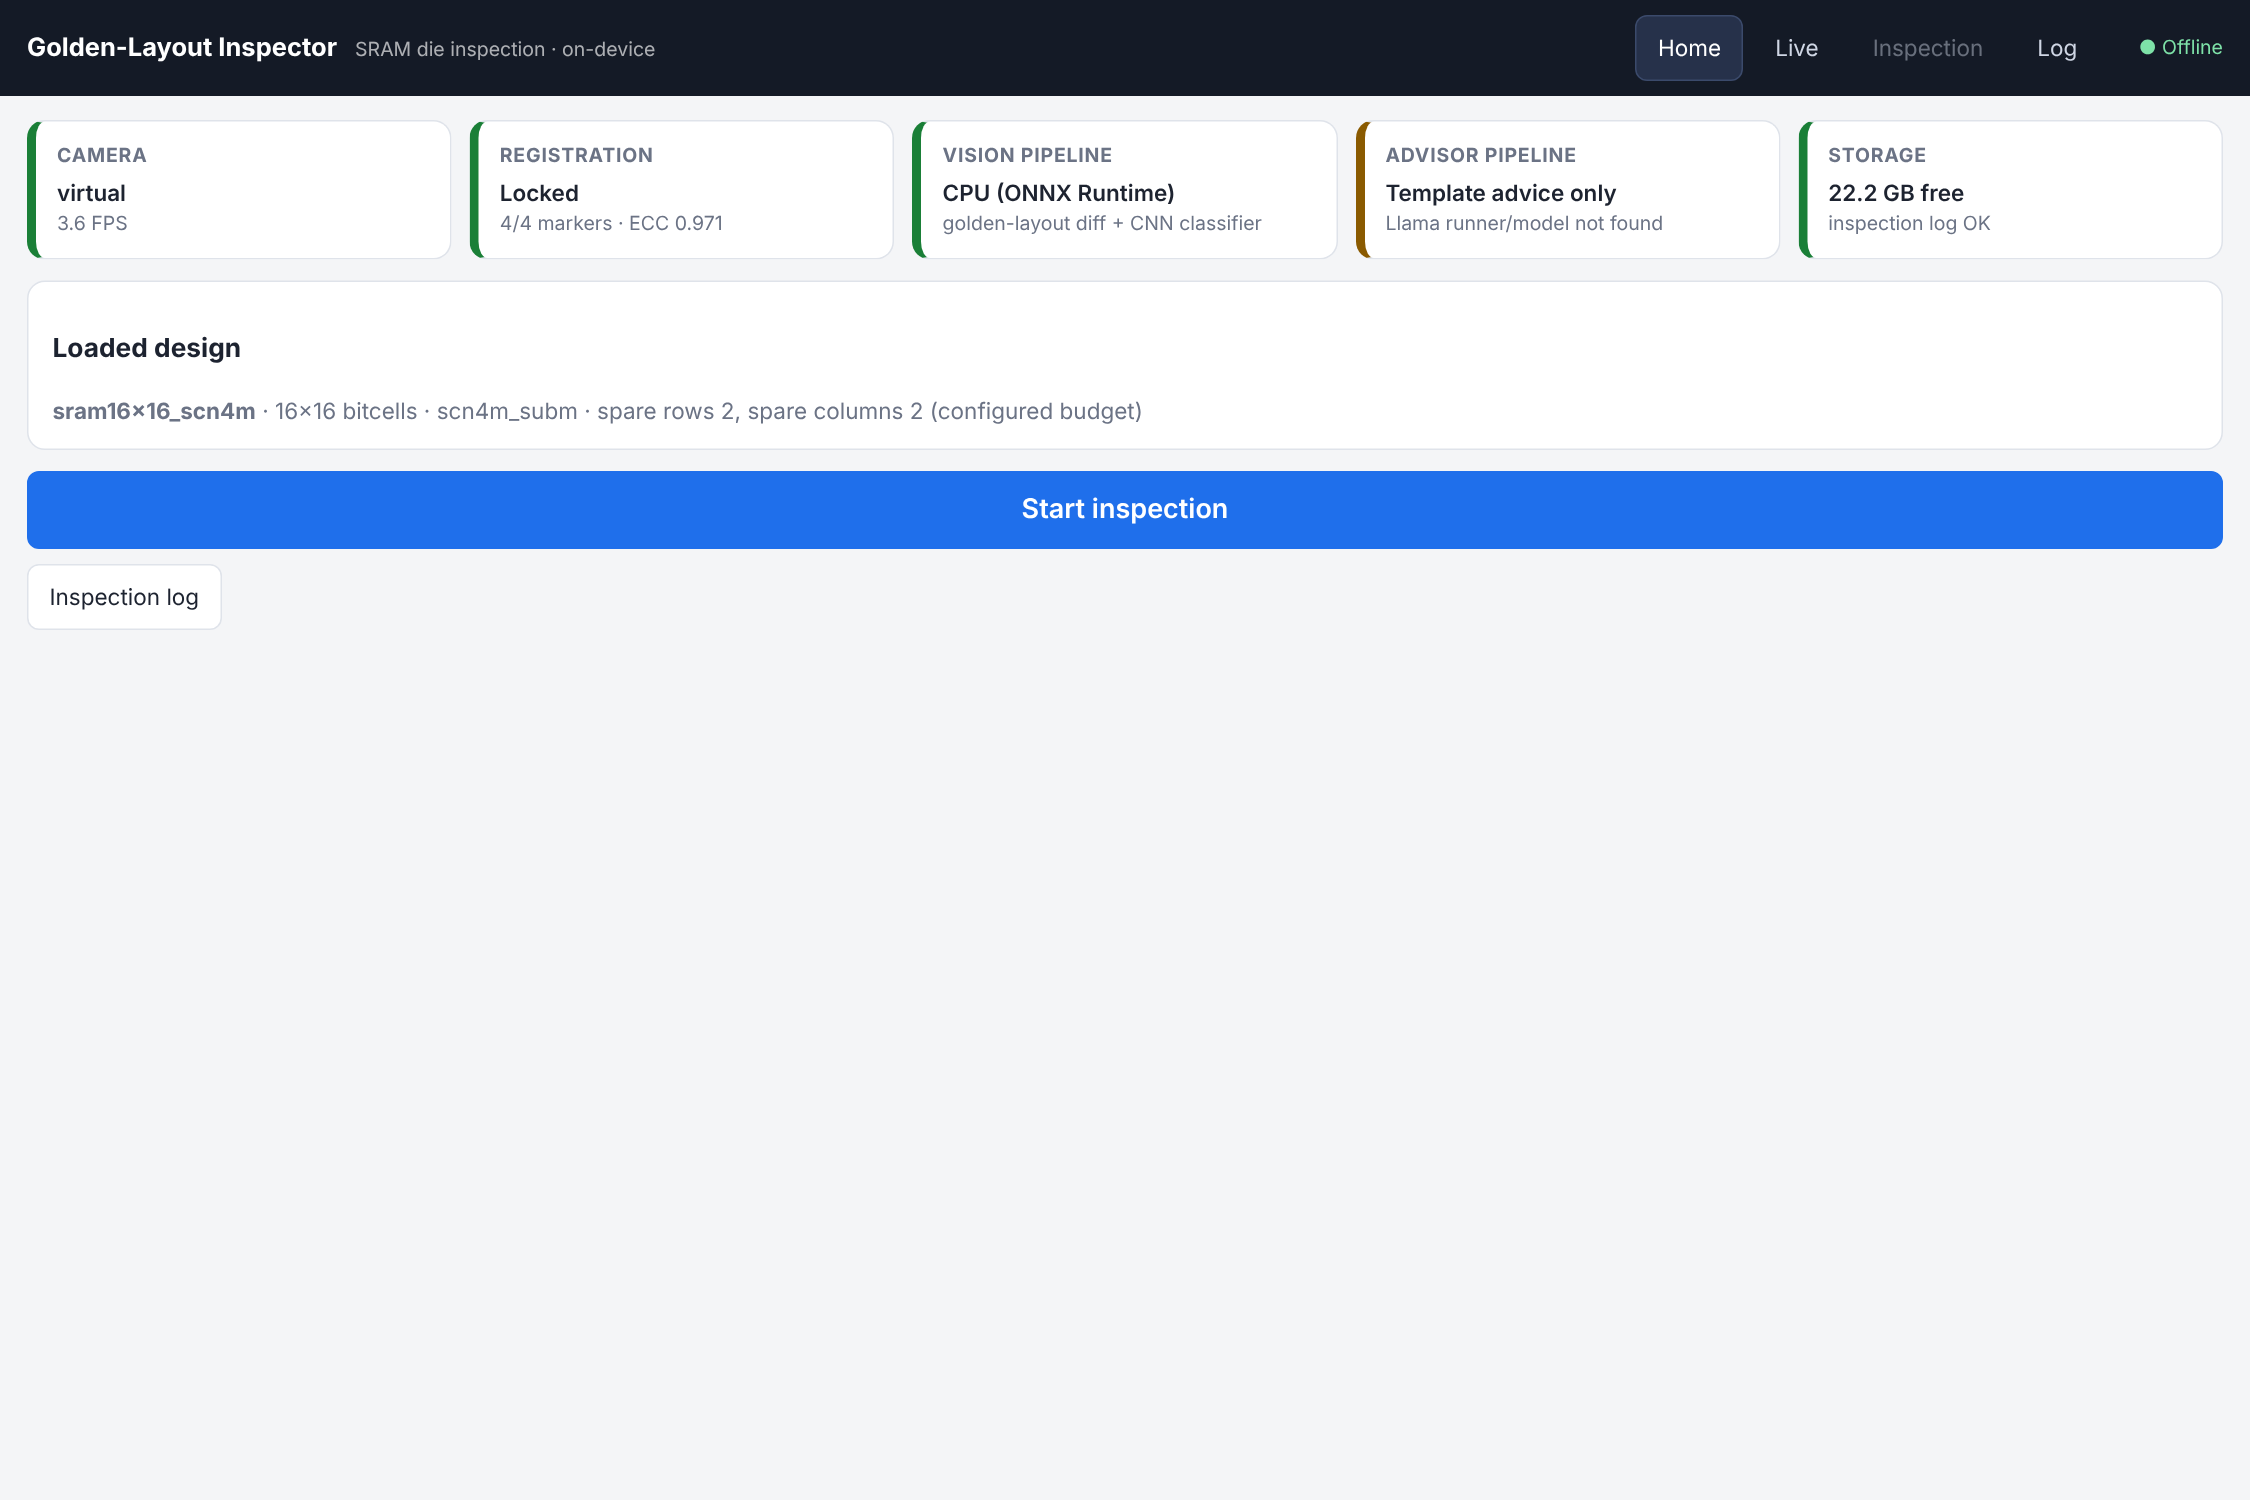 Golden-Layout Inspector SRAM die inspection · on-device Home Live Inspection Log Offline
CAMERA
virtual
3.6 FPS
REGISTRATION
Locked
4/4 markers · ECC 0.971
VISION PIPELINE
CPU (ONNX Runtime)
golden-layout diff + CNN classifier
ADVISOR PIPELINE
Template advice only
Llama runner/model not found
STORAGE
22.2 GB free
inspection log OK
Loaded design
sram16×16_scn4m · 16×16 bitcells · scn4m_subm · spare rows 2, spare columns 2 (configured budget)
Start inspection
Inspection log